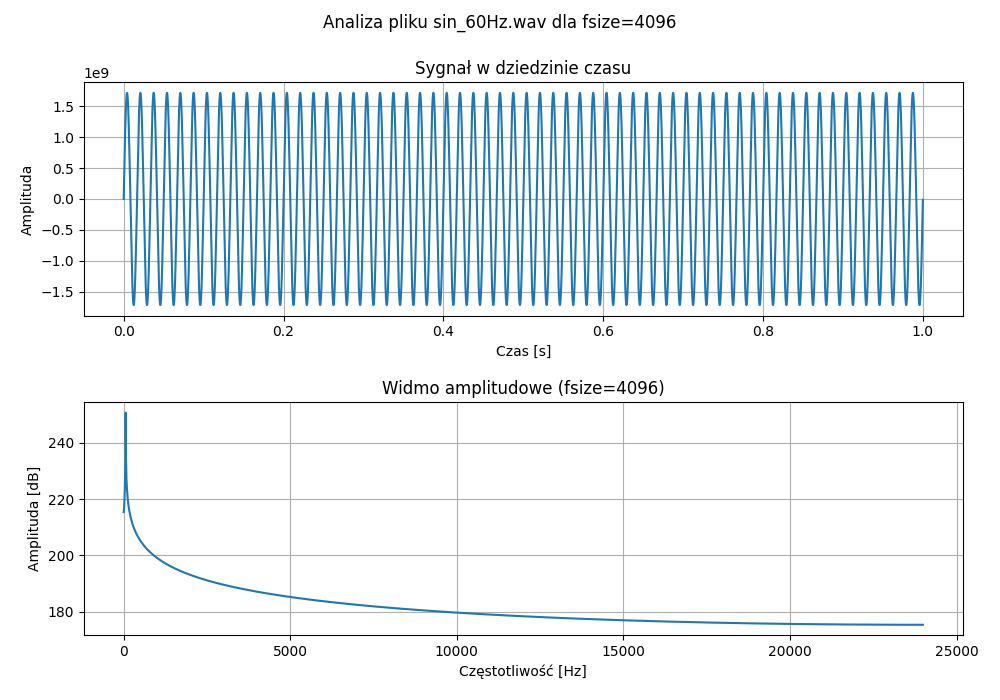 Analiza pliku sin_60Hz.wav dla fsize=4096
Sygnał w dziedzinie czasu
1e9
1.5
1.0
0.5
0.0
−0.5
−1.0
−1.5
Amplituda
0.0 0.2 0.4 0.6 0.8 1.0
Czas [s]
Widmo amplitudowe (fsize=4096)
240
220
200
180
Amplituda [dB]
0 5000 10000 15000 20000 25000
Częstotliwość [Hz]